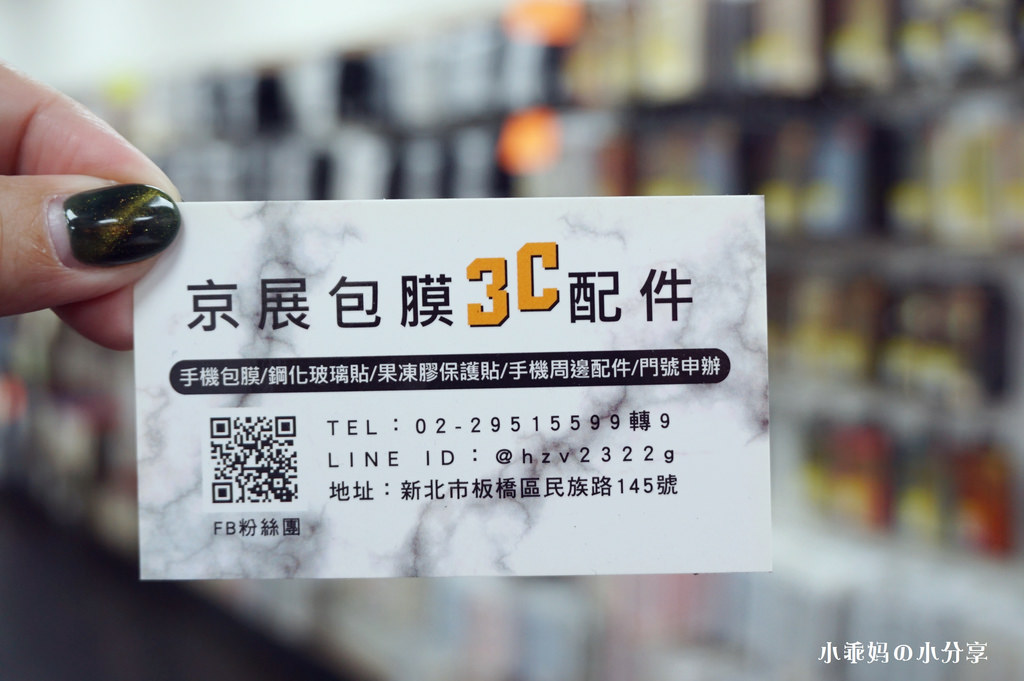 京展包膜3C配件
手機包膜/鋼化玻璃貼/果凍膠保護貼/手機周邊配件/門號申辦
TEL：02-29515599轉9
LINE ID：@hzv2322g
地址：新北市板橋區民族路145號
FB粉絲團
小乖妈の小分享